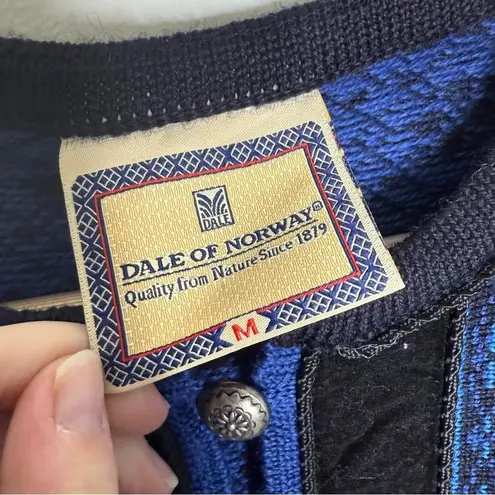 DALE
DALE OF NORWAY®
Quality from Nature Since 1879
M